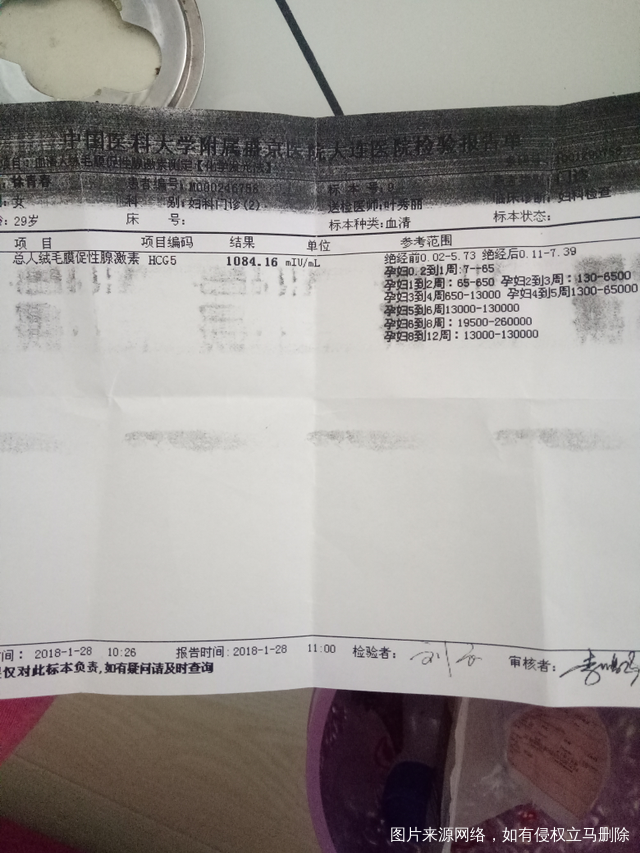 中国医科大学附属盛京医院大连医院检验报告单
女 科 别:妇科门诊(2) 送检医师:叶秀丽
29岁 床 号: 标本种类:血清 标本状态:
项 目 项目编码 结果 单位 参考范围
总人绒毛膜促性腺激素 HCG5 1084.16 mIU/mL 绝经前0.02-5.73 绝经后0.11-7.39
孕妇0.2到1周:7-65
孕妇1到2周:65-650 孕妇2到3周:130-6500
孕妇3到4周650-13000 孕妇4到5周1300-65000
孕妇5到6周13000-130000
孕妇6到8周:19500-260000
孕妇8到12周:13000-130000
时间:2018-1-28 10:26 报告时间:2018-1-28 11:00 检验者: 审核者:
仅对此标本负责,如有疑问请及时查询
图片来源网络，如有侵权立马删除